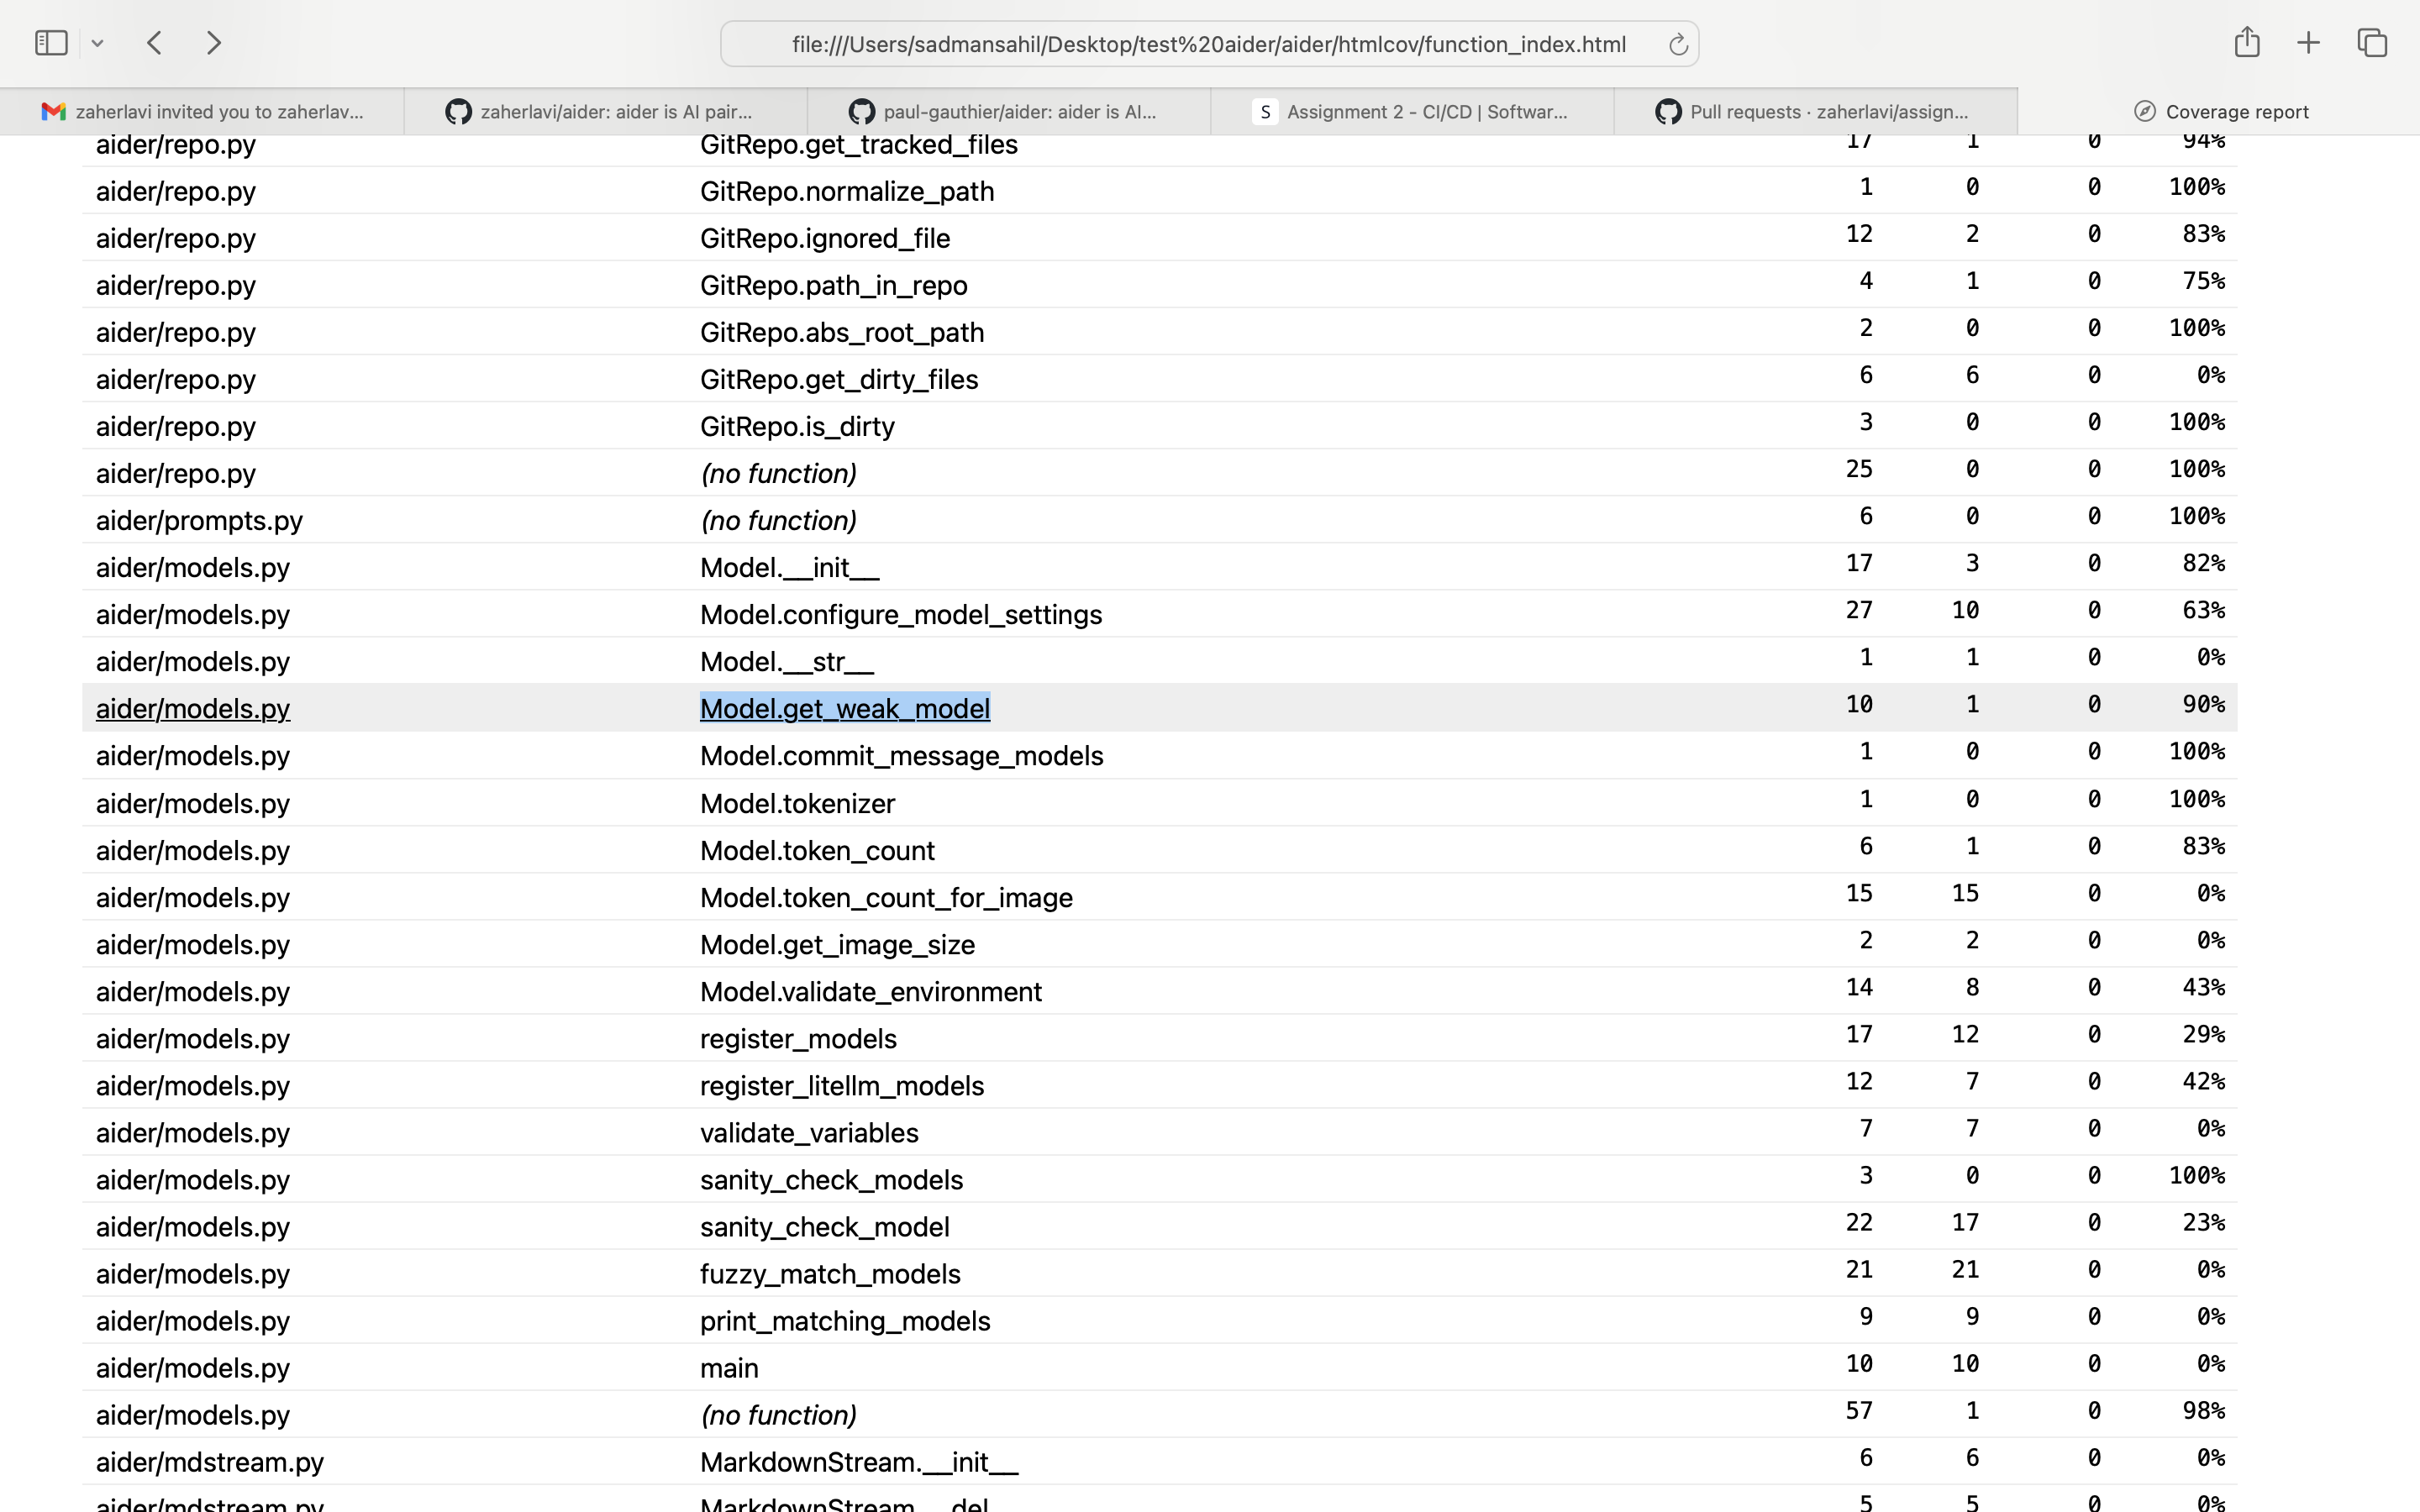 file:///Users/sadmansahil/Desktop/test%20aider/aider/htmlcov/function_index.html
zaherlavi invited you to zaherlav... zaherlavi/aider: aider is AI pair... paul-gauthier/aider: aider is AI... S Assignment 2 - CI/CD | Softwar... Pull requests · zaherlavi/assign... Coverage report
aider/repo.py GitRepo.get_tracked_files 17 1 0 94%
aider/repo.py GitRepo.normalize_path 1 0 0 100%
aider/repo.py GitRepo.ignored_file 12 2 0 83%
aider/repo.py GitRepo.path_in_repo 4 1 0 75%
aider/repo.py GitRepo.abs_root_path 2 0 0 100%
aider/repo.py GitRepo.get_dirty_files 6 6 0 0%
aider/repo.py GitRepo.is_dirty 3 0 0 100%
aider/repo.py (no function) 25 0 0 100%
aider/prompts.py (no function) 6 0 0 100%
aider/models.py Model.__init__ 17 3 0 82%
aider/models.py Model.configure_model_settings 27 10 0 63%
aider/models.py Model.__str__ 1 1 0 0%
aider/models.py Model.get_weak_model 10 1 0 90%
aider/models.py Model.commit_message_models 1 0 0 100%
aider/models.py Model.tokenizer 1 0 0 100%
aider/models.py Model.token_count 6 1 0 83%
aider/models.py Model.token_count_for_image 15 15 0 0%
aider/models.py Model.get_image_size 2 2 0 0%
aider/models.py Model.validate_environment 14 8 0 43%
aider/models.py register_models 17 12 0 29%
aider/models.py register_litellm_models 12 7 0 42%
aider/models.py validate_variables 7 7 0 0%
aider/models.py sanity_check_models 3 0 0 100%
aider/models.py sanity_check_model 22 17 0 23%
aider/models.py fuzzy_match_models 21 21 0 0%
aider/models.py print_matching_models 9 9 0 0%
aider/models.py main 10 10 0 0%
aider/models.py (no function) 57 1 0 98%
aider/mdstream.py MarkdownStream.__init__ 6 6 0 0%
aider/mdstream.py MarkdownStream.__del 5 5 0 0%